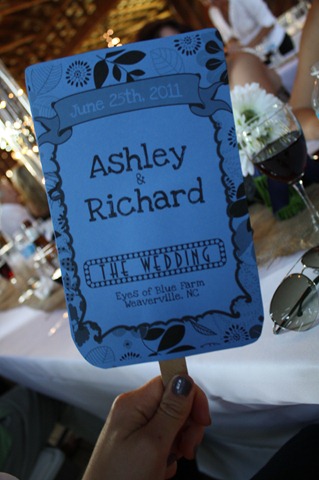 June 25th, 2011
Ashley
&
Richard
THE WEDDING
Eyes of Blue Farm
Weaverville, NC